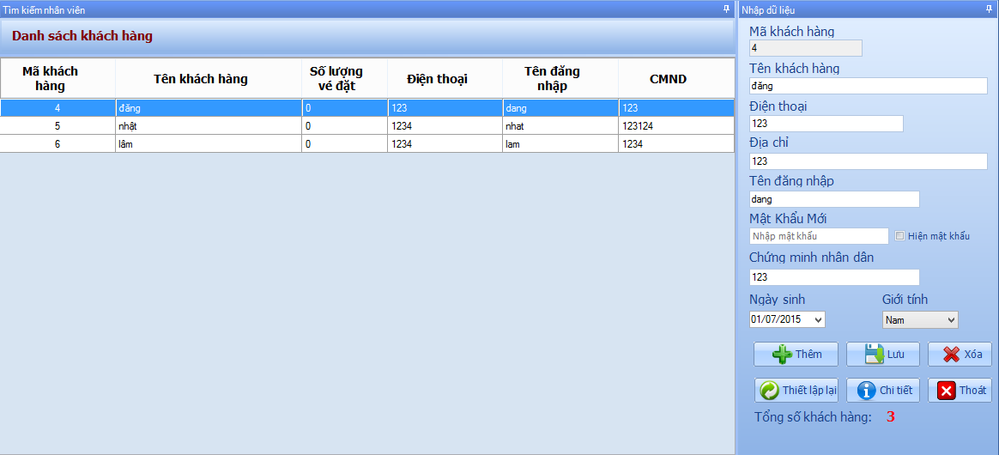 Tìm kiếm nhân viên
Danh sách khách hàng
Mã khách hàng Tên khách hàng Số lượng vé đặt Điện thoại Tên đăng nhập CMND
4 đăng 0 123 dang 123
5 nhật 0 1234 nhat 123124
6 lâm 0 1234 lam 1234
Nhập dữ liệu
Mã khách hàng
4
Tên khách hàng
đăng
Điện thoại
123
Địa chỉ
123
Tên đăng nhập
dang
Mật Khẩu Mới
Nhập mật khẩu Hiện mật khẩu
Chứng minh nhân dân
123
Ngày sinh Giới tính
01/07/2015 Nam
Thêm Lưu Xóa
Thiết lập lại Chi tiết Thoát
Tổng số khách hàng: 3